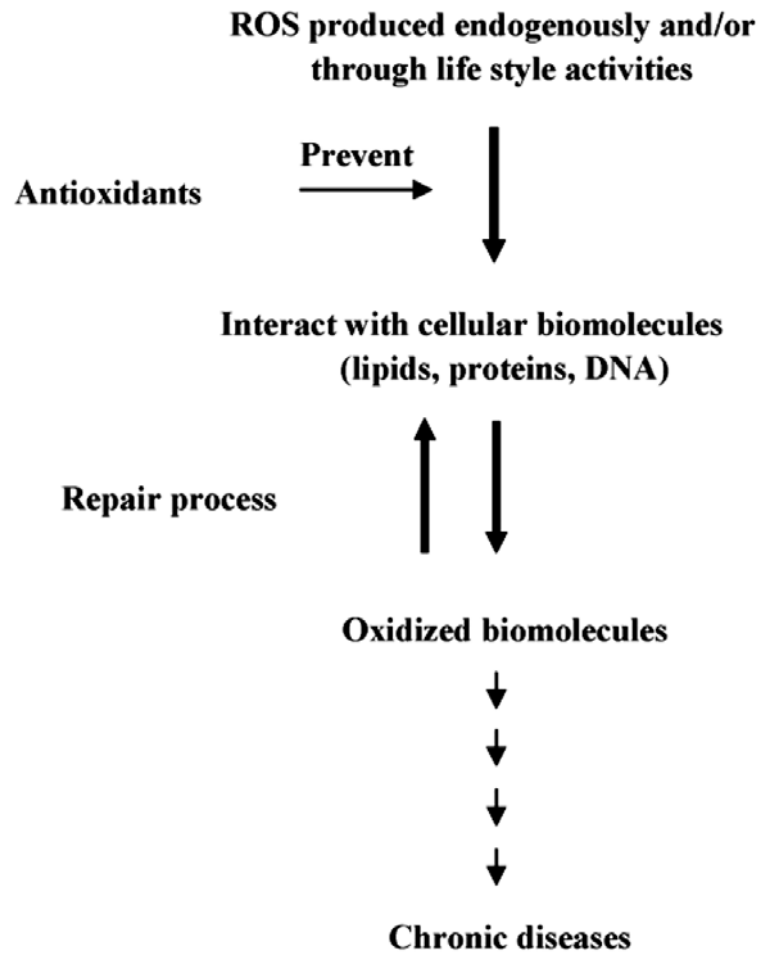 ROS produced endogenously and/or
through life style activities
Prevent
Antioxidants
Interact with cellular biomolecules
(lipids, proteins, DNA)
Repair process
Oxidized biomolecules
Chronic diseases